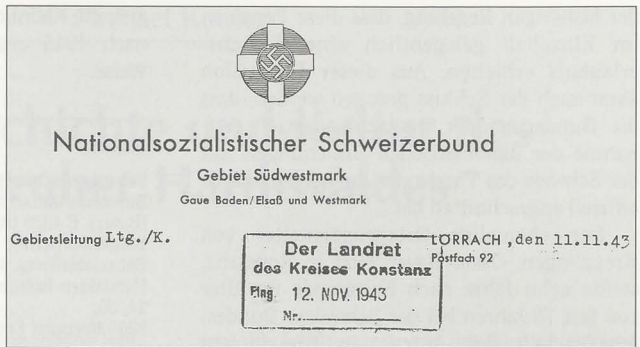 Nationalsozialistischer Schweizerbund
Gebiet Südwestmark
Gaue Baden/Elsaß und Westmark
Gebietsleitung Ltg./K.
LÖRRACH, den 11.11.43
Postfach 92
Der Landrat
des Kreises Konstanz
Eing. 12. NOV. 1943
Nr.